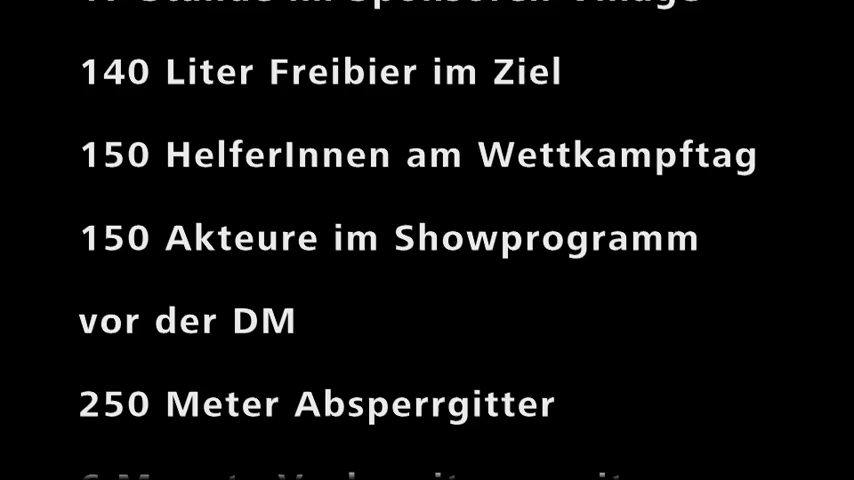 140 Liter Freibier im Ziel
150 HelferInnen am Wettkampftag
150 Akteure im Showprogramm
vor der DM
250 Meter Absperrgitter